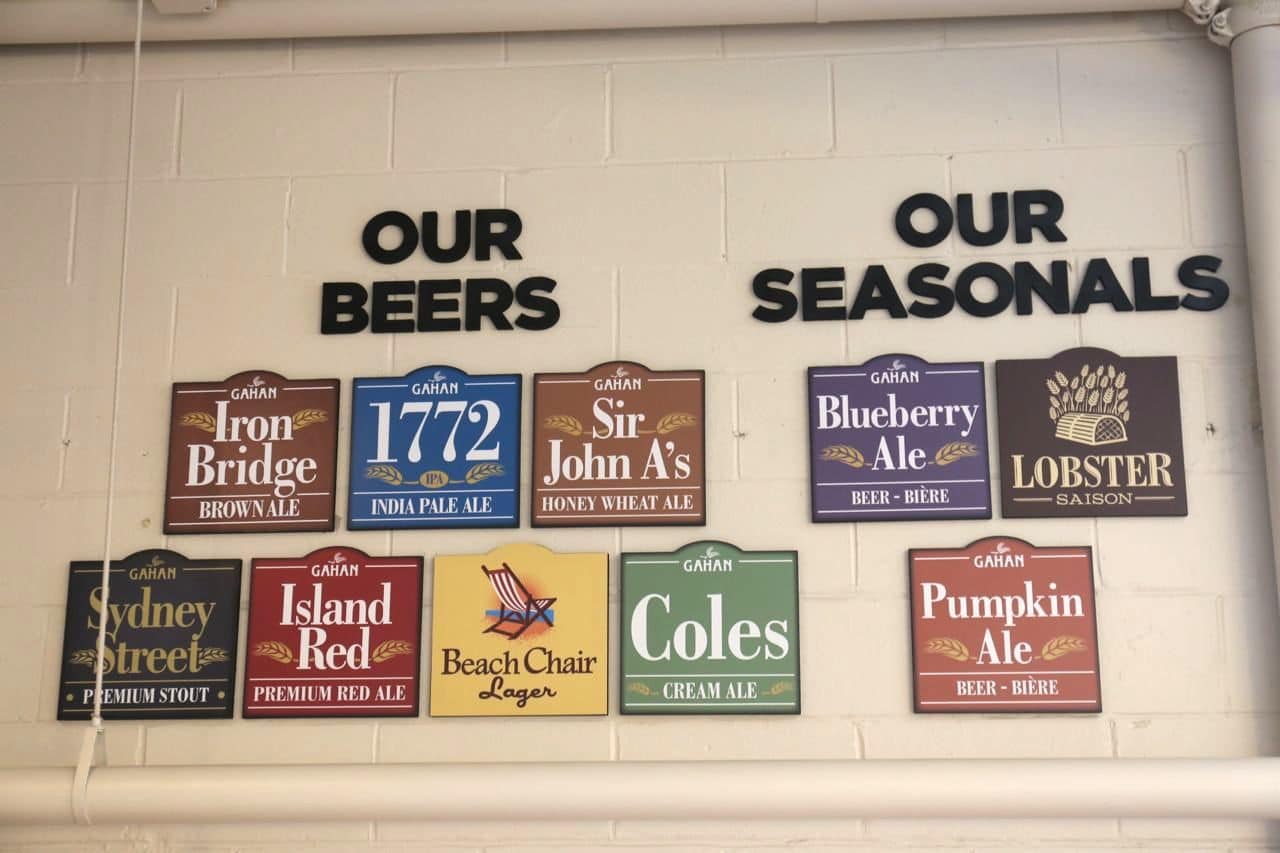 OUR
BEERS
GAHAN
Iron
Bridge
BROWN ALE
GAHAN
1772
IPA
INDIA PALE ALE
GAHAN
Sir
John A's
HONEY WHEAT ALE
GAHAN
Sydney
Street
PREMIUM STOUT
GAHAN
Island
Red
PREMIUM RED ALE
Beach Chair
Lager
GAHAN
Coles
CREAM ALE
OUR
SEASONALS
GAHAN
Blueberry
Ale
BEER - BIÈRE
LOBSTER
SAISON
GAHAN
Pumpkin
Ale
BEER - BIÈRE